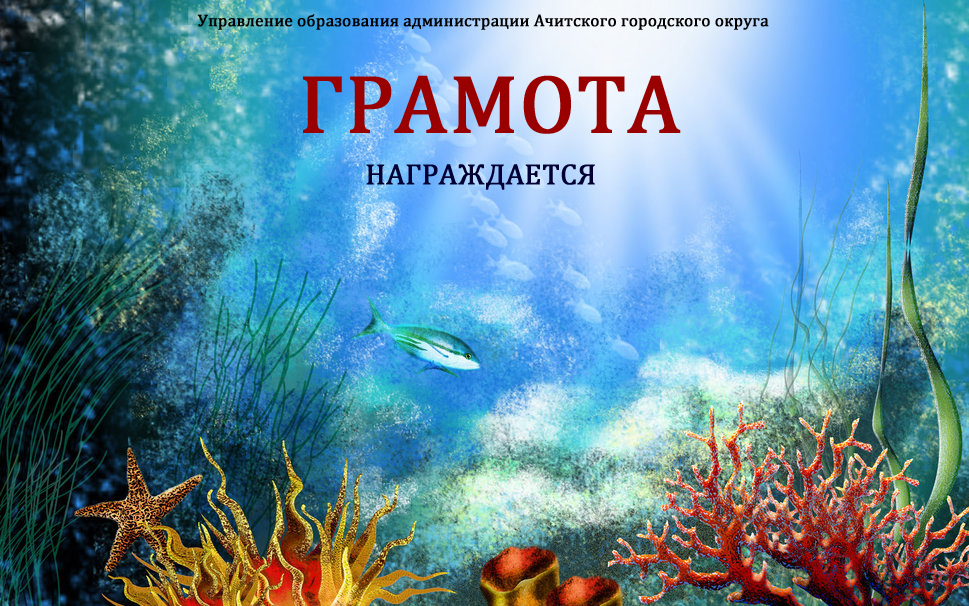 Управление образования администрации Ачитского городского округа
ГРАМОТА
НАГРАЖДАЕТСЯ